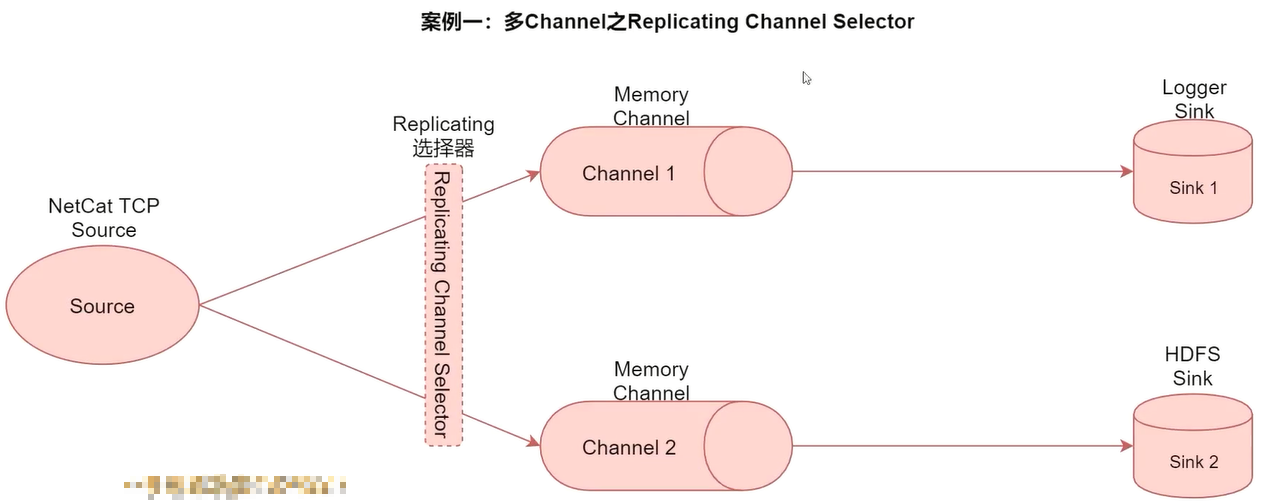 案例一：多Channel之Replicating Channel Selector
Logger
Sink
Memory
Channel
Replicating
选择器
Channel 1
Sink 1
Replicating Channel Selector
NetCat TCP
Source
Source
HDFS
Sink
Memory
Channel
Channel 2
Sink 2